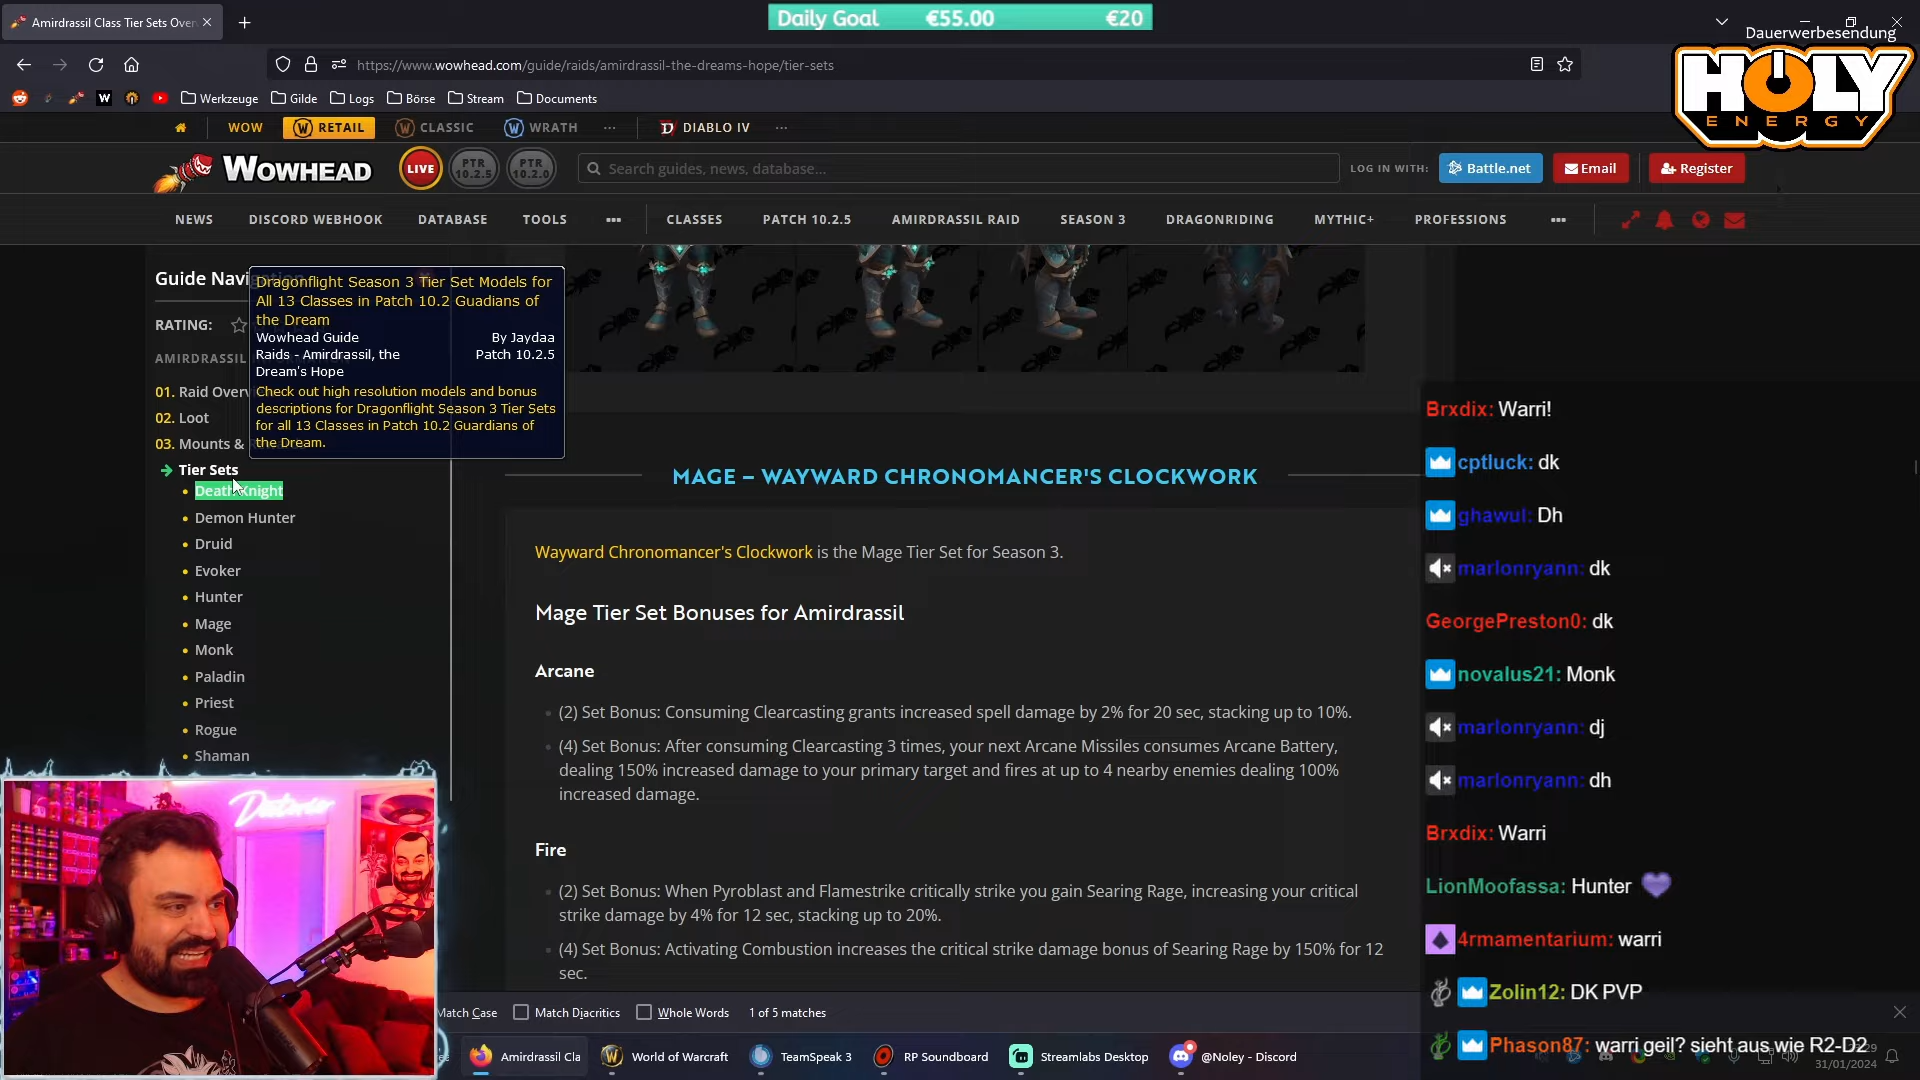 Amirdrassil Class Tier Sets Over
Daily Goal €55.00 €20
Dauerwerbesendung
https://www.wowhead.com/guide/raids/amirdrassil-the-dreams-hope/tier-sets
HOLY
ENERGY
Werkzeuge Gilde Logs Börse Stream Documents
WOW RETAIL CLASSIC WRATH ... DIABLO IV ...
WOWHEAD LIVE PTR 10.2.5 PTR 10.2.0 Search guides, news, database... LOG IN WITH: Battle.net Email Register
NEWS DISCORD WEBHOOK DATABASE TOOLS ... CLASSES PATCH 10.2.5 AMIRDRASSIL RAID SEASON 3 DRAGONRIDING MYTHIC+ PROFESSIONS ...
Guide Navigation
Dragonflight Season 3 Tier Set Models for
All 13 Classes in Patch 10.2 Guadians of
the Dream
Wowhead Guide By Jaydaa
Raids - Amirdrassil, the Patch 10.2.5
Dream's Hope
Check out high resolution models and bonus
descriptions for Dragonflight Season 3 Tier Sets
for all 13 Classes in Patch 10.2 Guardians of
the Dream.
RATING:
AMIRDRASSIL
01. Raid Overv
02. Loot
03. Mounts &
Tier Sets
Death Knight
Demon Hunter
Druid
Evoker
Hunter
Mage
Monk
Paladin
Priest
Rogue
Shaman
MAGE – WAYWARD CHRONOMANCER'S CLOCKWORK
Wayward Chronomancer's Clockwork is the Mage Tier Set for Season 3.
Mage Tier Set Bonuses for Amirdrassil
Arcane
(2) Set Bonus: Consuming Clearcasting grants increased spell damage by 2% for 20 sec, stacking up to 10%.
(4) Set Bonus: After consuming Clearcasting 3 times, your next Arcane Missiles consumes Arcane Battery,
dealing 150% increased damage to your primary target and fires at up to 4 nearby enemies dealing 100%
increased damage.
Fire
(2) Set Bonus: When Pyroblast and Flamestrike critically strike you gain Searing Rage, increasing your critical
strike damage by 4% for 12 sec, stacking up to 20%.
(4) Set Bonus: Activating Combustion increases the critical strike damage bonus of Searing Rage by 150% for 12
sec.
Brxdix: Warri!
cptluck: dk
ghawul: Dh
marlonryann: dk
GeorgePreston0: dk
novalus21: Monk
marlonryann: dj
marlonryann: dh
Brxdix: Warri
LionMoofassa: Hunter
4rmamentarium: warri
Zolin12: DK PVP
Phason87: warri geil? sieht aus wie R2-D2
Match Case Match Diacritics Whole Words 1 of 5 matches
Amirdrassil Cla World of Warcraft TeamSpeak 3 RP Soundboard Streamlabs Desktop @Noley - Discord
31/01/2024